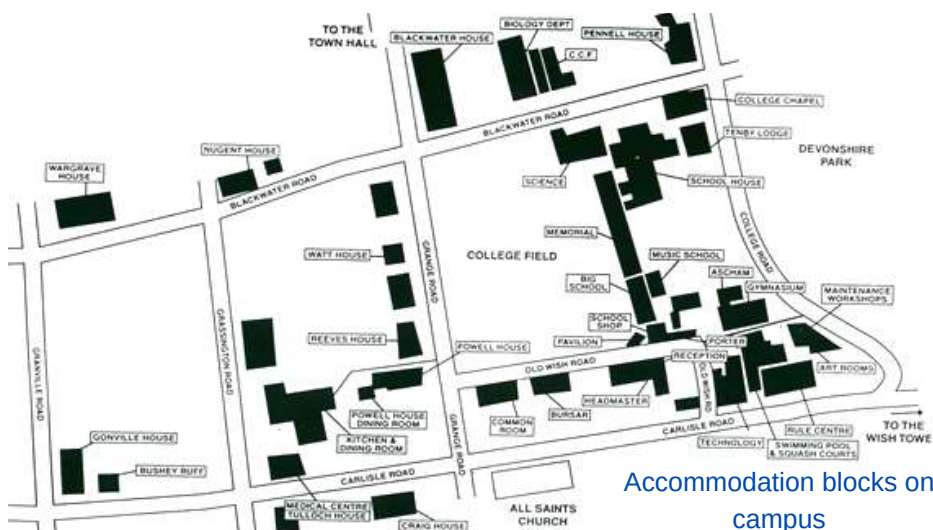 TO THE
TOWN HALL
BLACKWATER HOUSE
BIOLOGY DEPT
C.C.F.
PENNELL HOUSE
COLLEGE CHAPEL
BLACKWATER ROAD
TENBY LODGE
DEVONSHIRE
PARK
NUGENT HOUSE
WARGRAVE
HOUSE
SCIENCE
SCHOOL HOUSE
BLACKWATER ROAD
MEMORIAL
COLLEGE ROAD
WATT HOUSE
GRANGE ROAD
COLLEGE FIELD
MUSIC SCHOOL
BIG
SCHOOL
ASCHAM
GYMNASIUM
MAINTENANCE
WORKSHOPS
SCHOOL
SHOP
REEVES HOUSE
POWELL HOUSE
PAVILION
PORTER
RECEPTION
GRANVILLE ROAD
GRASSINGTON ROAD
OLD WISH ROAD
OLD WISH RD
ART ROOMS
POWELL HOUSE
DINING ROOM
KITCHEN &
DINING ROOM
COMMON
ROOM
BURSAR
HEADMASTER
CARLISLE ROAD
GRANGE ROAD
TO THE
WISH TOWE
GONVILLE HOUSE
BUSHEY RUFF
TECHNOLOGY
RULE CENTRE
SWIMMING POOL
& SQUASH COURTS
CARLISLE ROAD
MEDICAL CENTRE
TULLOCH HOUSE
CRAIG HOUSE
ALL SAINTS
CHURCH
Accommodation blocks on
campus